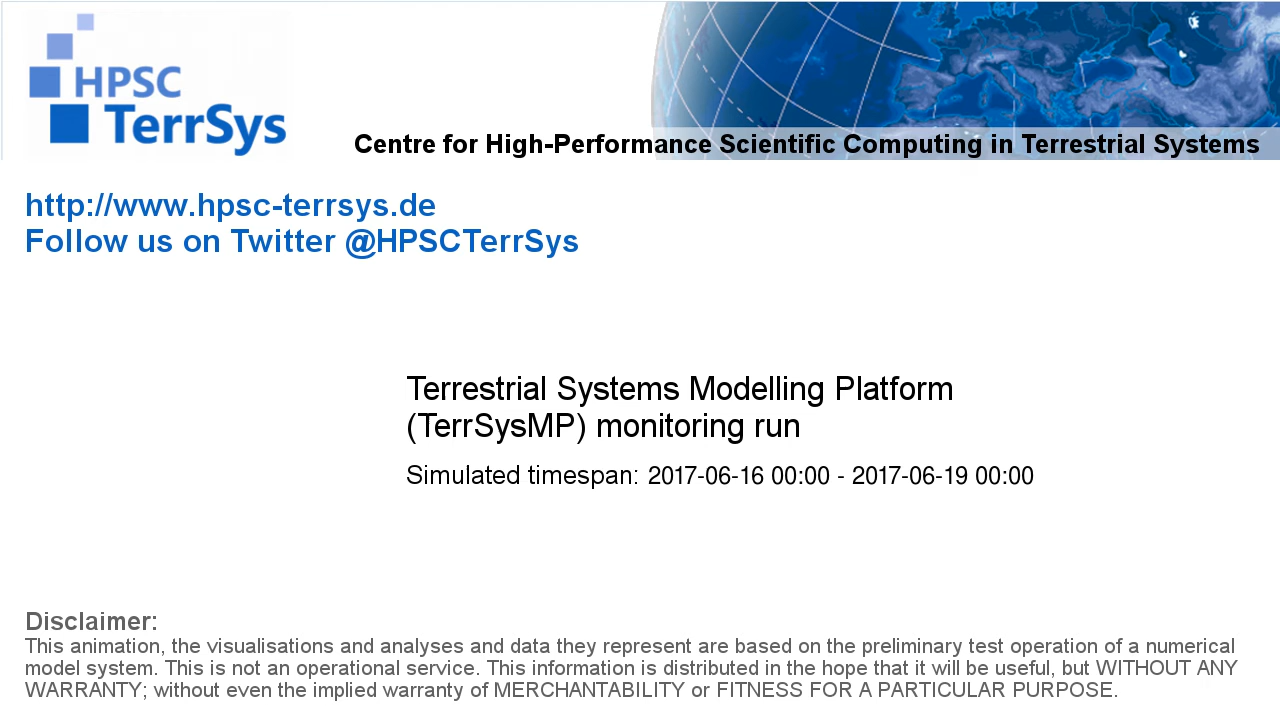 HPSC
TerrSys
Centre for High-Performance Scientific Computing in Terrestrial Systems
http://www.hpsc-terrsys.de
Follow us on Twitter @HPSCTerrSys
Terrestrial Systems Modelling Platform
(TerrSysMP) monitoring run
Simulated timespan: 2017-06-16 00:00 - 2017-06-19 00:00
Disclaimer:
This animation, the visualisations and analyses and data they represent are based on the preliminary test operation of a numerical
model system. This is not an operational service. This information is distributed in the hope that it will be useful, but WITHOUT ANY
WARRANTY; without even the implied warranty of MERCHANTABILITY or FITNESS FOR A PARTICULAR PURPOSE.